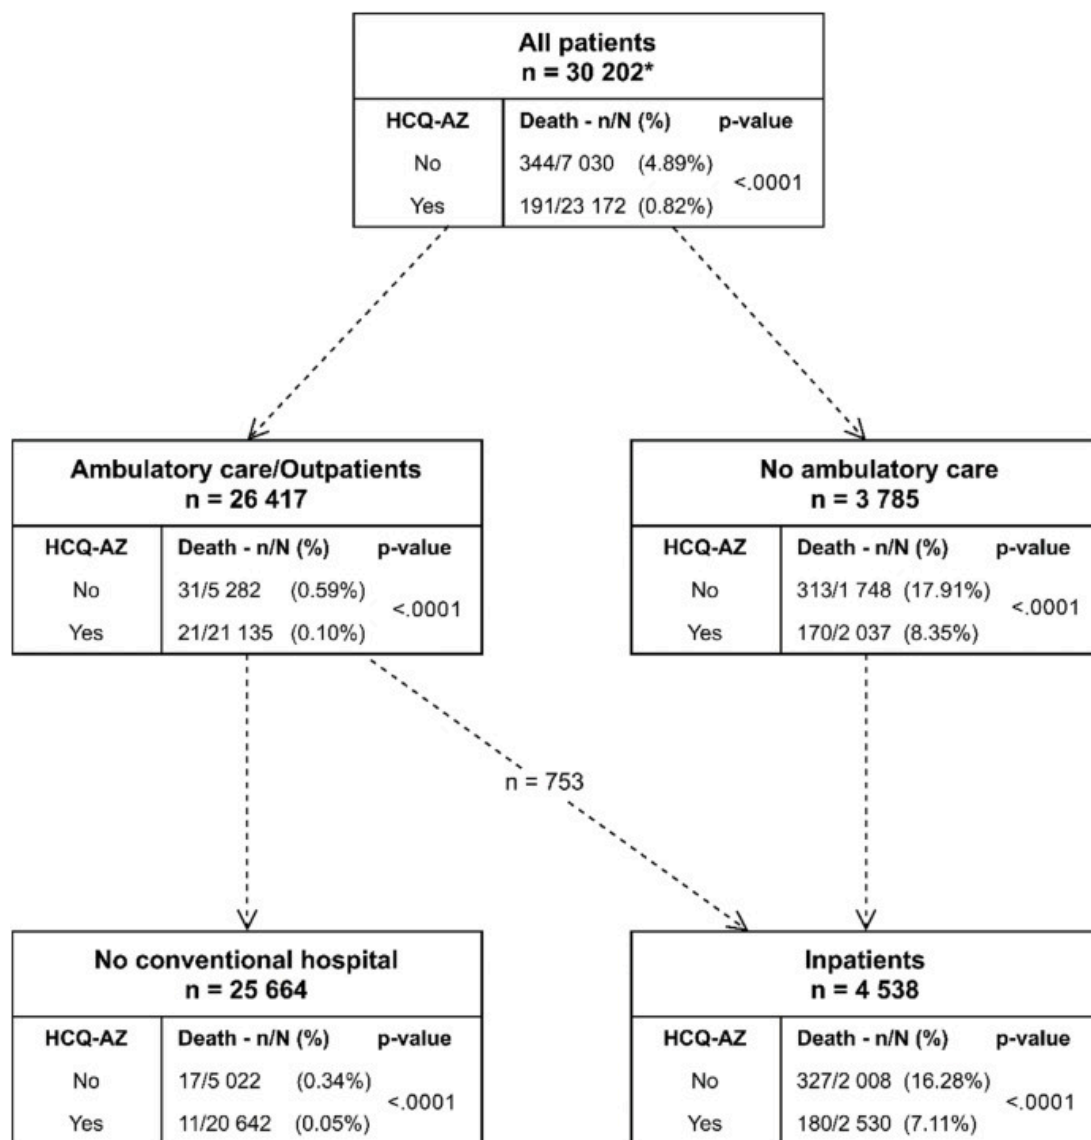 All patients
n = 30 202*
HCQ-AZ Death - n/N (%) p-value
No 344/7 030 (4.89%)
<.0001
Yes 191/23 172 (0.82%)
Ambulatory care/Outpatients
n = 26 417
HCQ-AZ Death - n/N (%) p-value
No 31/5 282 (0.59%)
<.0001
Yes 21/21 135 (0.10%)
No ambulatory care
n = 3 785
HCQ-AZ Death - n/N (%) p-value
No 313/1 748 (17.91%)
<.0001
Yes 170/2 037 (8.35%)
n = 753
No conventional hospital
n = 25 664
HCQ-AZ Death - n/N (%) p-value
No 17/5 022 (0.34%)
<.0001
Yes 11/20 642 (0.05%)
Inpatients
n = 4 538
HCQ-AZ Death - n/N (%) p-value
No 327/2 008 (16.28%)
<.0001
Yes 180/2 530 (7.11%)